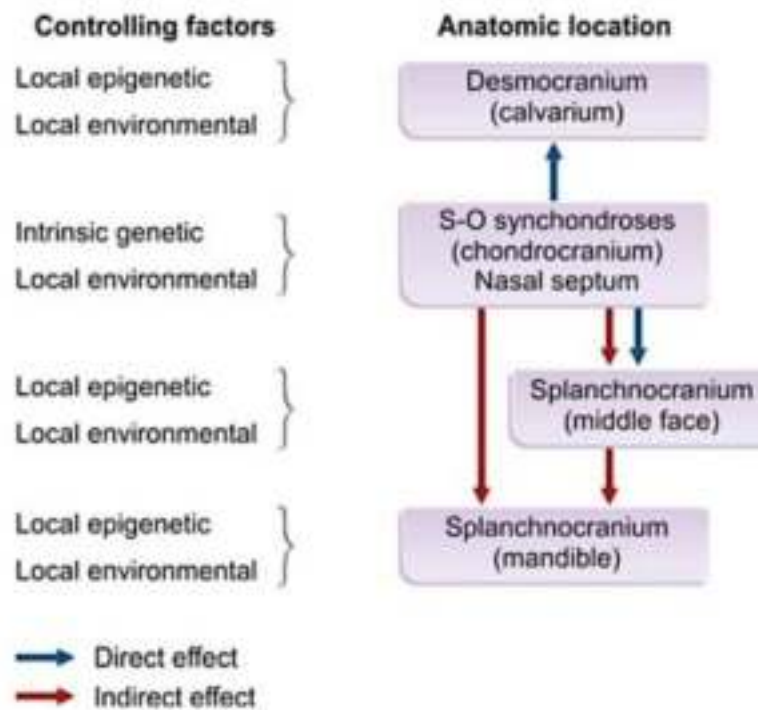 Controlling factors
Anatomic location
Local epigenetic
Local environmental
Desmocranium
(calvarium)
Intrinsic genetic
Local environmental
S-O synchondroses
(chondrocranium)
Nasal septum
Local epigenetic
Local environmental
Splanchnocranium
(middle face)
Local epigenetic
Local environmental
Splanchnocranium
(mandible)
Direct effect
Indirect effect